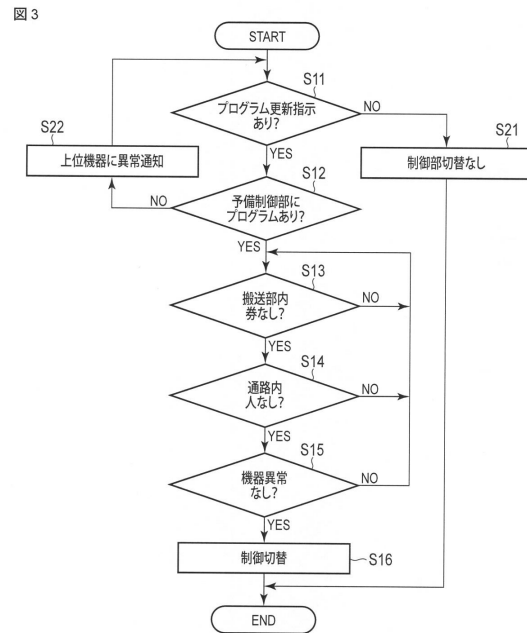 図3
START
S11
プログラム更新指示
あり?
NO
YES
S22
上位機器に異常通知
S21
制御部切替なし
S12
予備制御部に
プログラムあり?
NO
YES
S13
搬送部内
券なし?
NO
YES
S14
通路内
人なし?
NO
YES
S15
機器異常
なし?
NO
YES
制御切替
S16
END